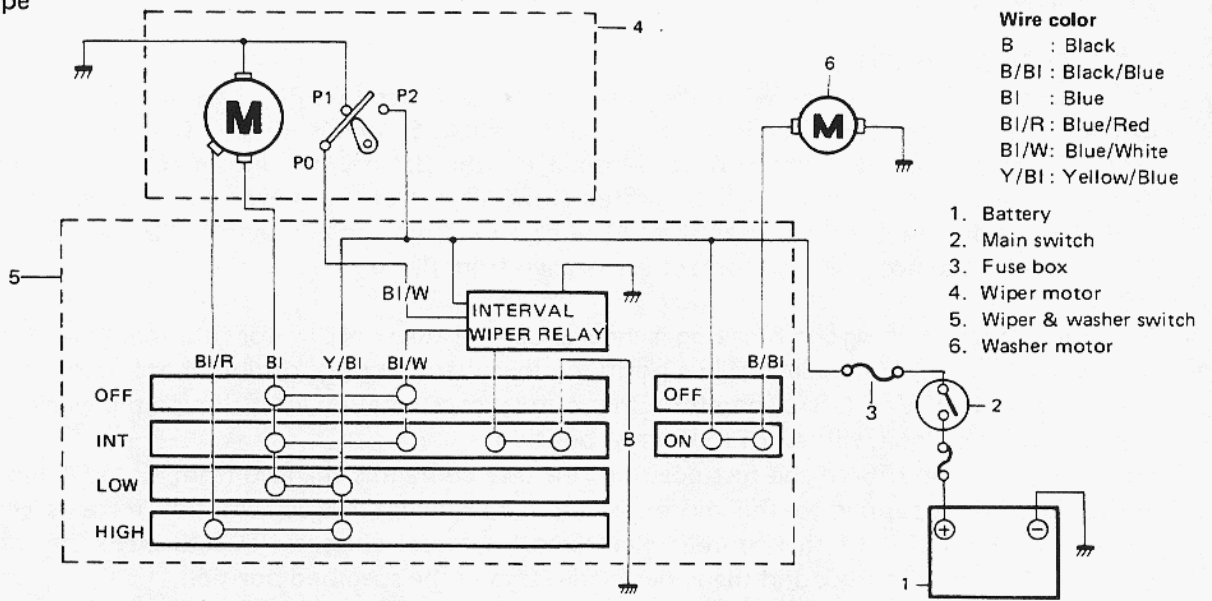 pe
4
Wire color
B : Black
B/Bl : Black/Blue
Bl : Blue
Bl/R : Blue/Red
Bl/W : Blue/White
Y/Bl : Yellow/Blue
6
M
P1
P2
P0
M
1. Battery
2. Main switch
3. Fuse box
4. Wiper motor
5. Wiper & washer switch
6. Washer motor
5
Bl/W
INTERVAL
WIPER RELAY
Bl/R
Bl
Y/Bl
Bl/W
B/Bl
OFF
INT
LOW
HIGH
B
OFF
ON
3
2
+
−
1